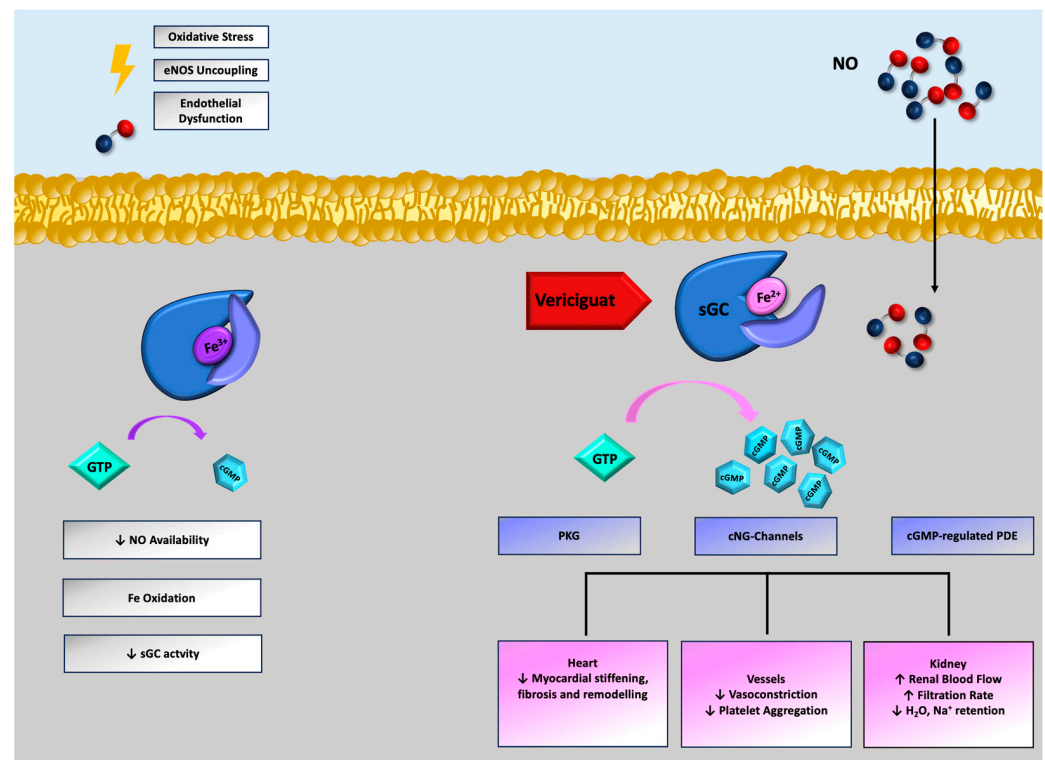 Oxidative Stress
eNOS Uncoupling
Endothelial
Dysfunction
NO
Fe³⁺
GTP
cGMP
↓ NO Availability
Fe Oxidation
↓ sGC actvity
Vericiguat
sGC
Fe²⁺
GTP
cGMP
cGMP
cGMP
cGMP
cGMP
cGMP
PKG
cNG-Channels
cGMP-regulated PDE
Heart
↓ Myocardial stiffening,
fibrosis and remodelling
Vessels
↓ Vasoconstriction
↓ Platelet Aggregation
Kidney
↑ Renal Blood Flow
↑ Filtration Rate
↓ H₂O, Na⁺ retention